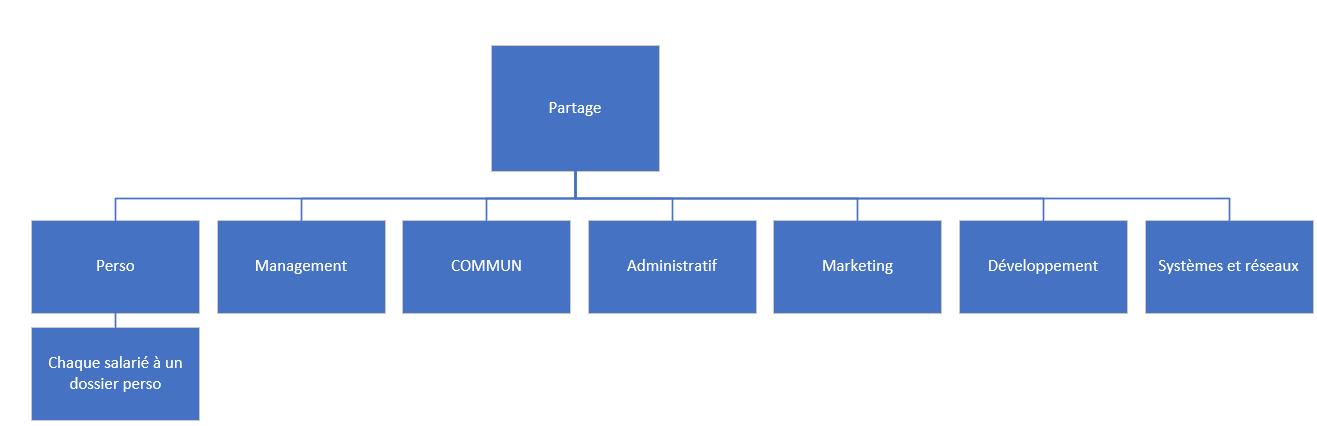 Partage
Perso
Management
COMMUN
Administratif
Marketing
Développement
Systèmes et réseaux
Chaque salarié à un
dossier perso